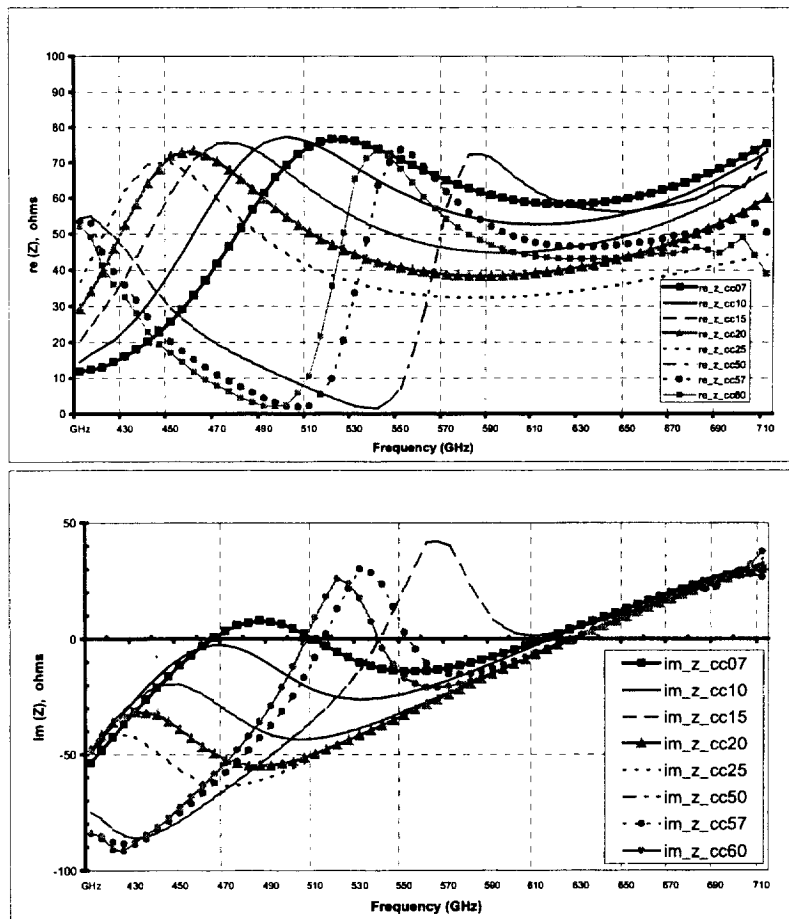 re (Z), ohms
100
90
80
70
60
50
40
30
20
10
0
GHz 430 450 470 490 510 530 550 570 590 610 630 650 670 690 710
Frequency (GHz)
re_z_cc07
re_z_cc10
re_z_cc15
re_z_cc20
re_z_cc25
re_z_cc50
re_z_cc57
re_z_cc60
Im (Z), ohms
50
0
-50
-100
GHz 430 450 470 490 510 530 550 570 590 610 630 650 670 690 710
Frequency (GHz)
im_z_cc07
im_z_cc10
im_z_cc15
im_z_cc20
im_z_cc25
im_z_cc50
im_z_cc57
im_z_cc60